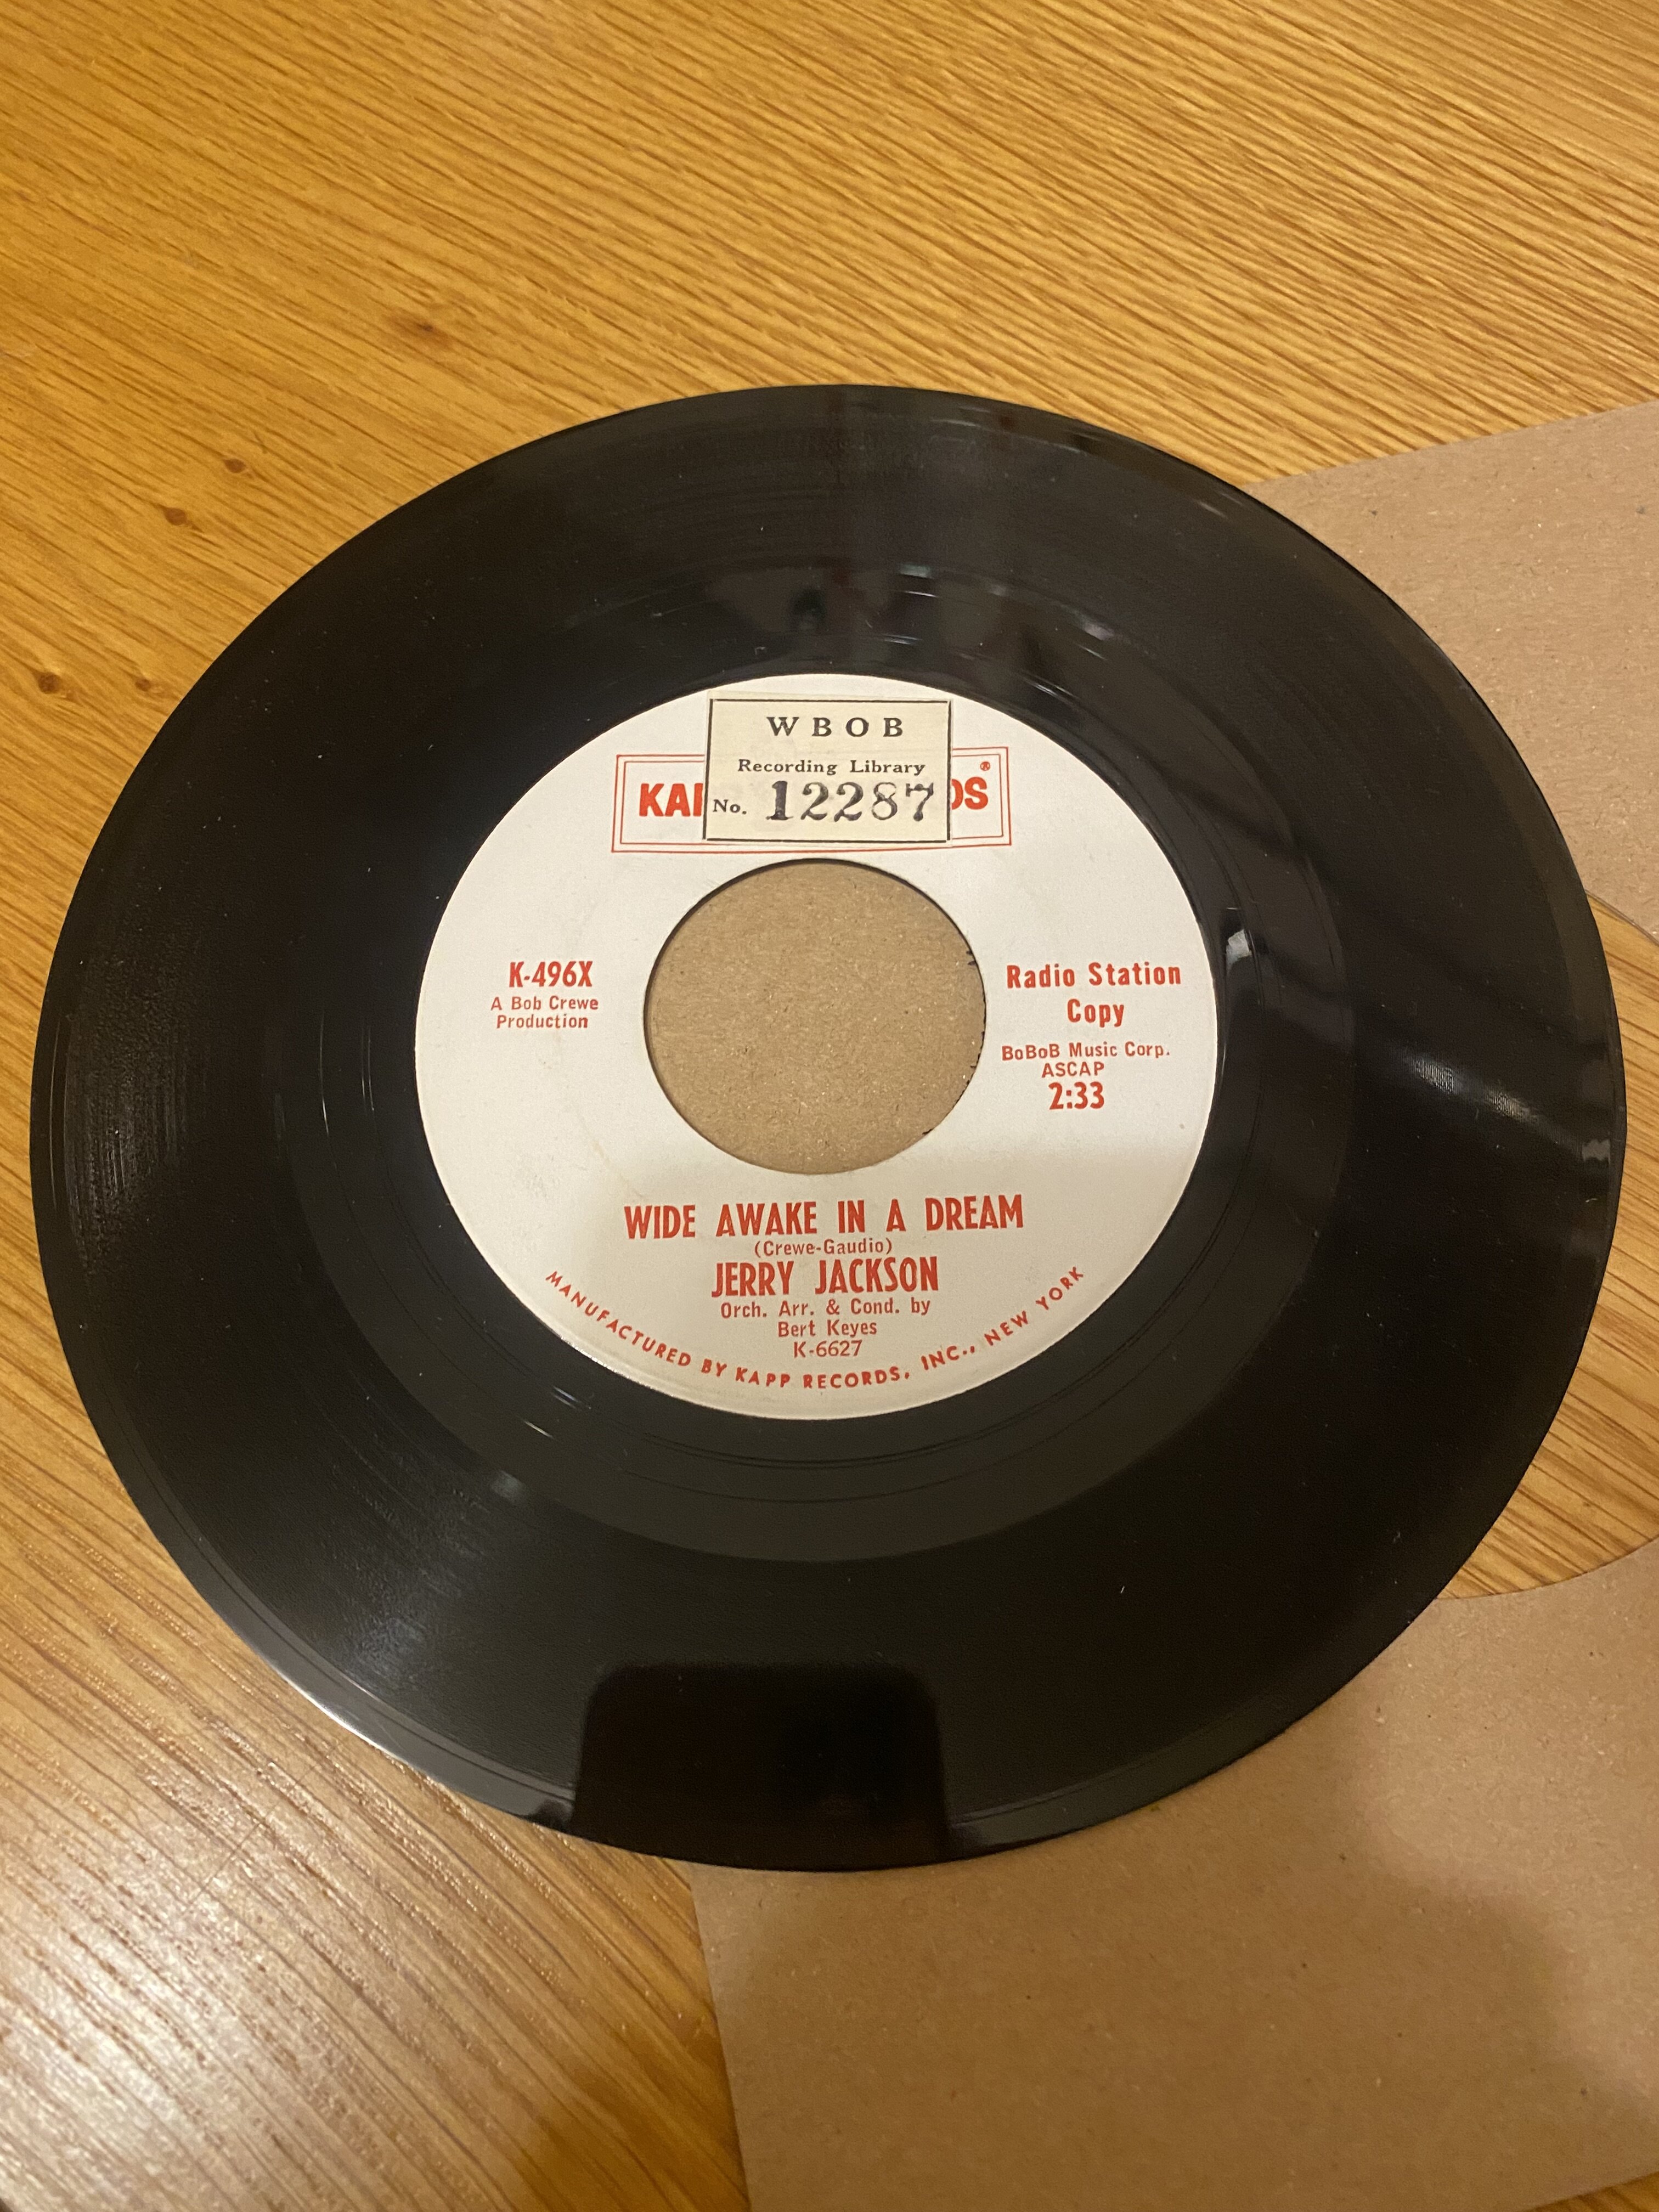 WBOB
Recording Library
No. 12287
®
K-496X
A Bob Crewe
Production
Radio Station
Copy
BoBoB Music Corp.
ASCAP
2:33
WIDE AWAKE IN A DREAM
(Crewe-Gaudio)
JERRY JACKSON
Orch. Arr. & Cond. by
Bert Keyes
K-6627
MANUFACTURED BY KAPP RECORDS, INC., NEW YORK